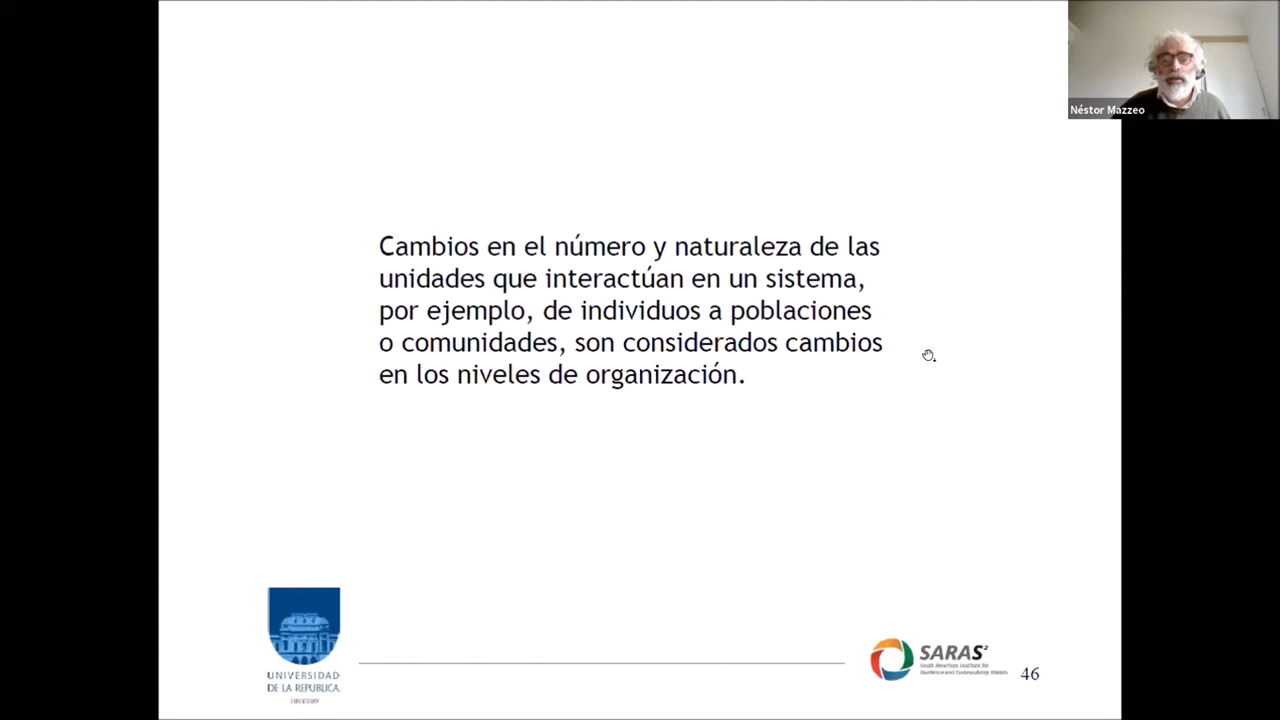 Néstor Mazzeo
Cambios en el número y naturaleza de las
unidades que interactúan en un sistema,
por ejemplo, de individuos a poblaciones
o comunidades, son considerados cambios
en los niveles de organización.
UNIVERSIDAD
DE LA REPUBLICA
URUGUAY
SARAS²
South American Institute for
Resilience and Sustainability Studies
46